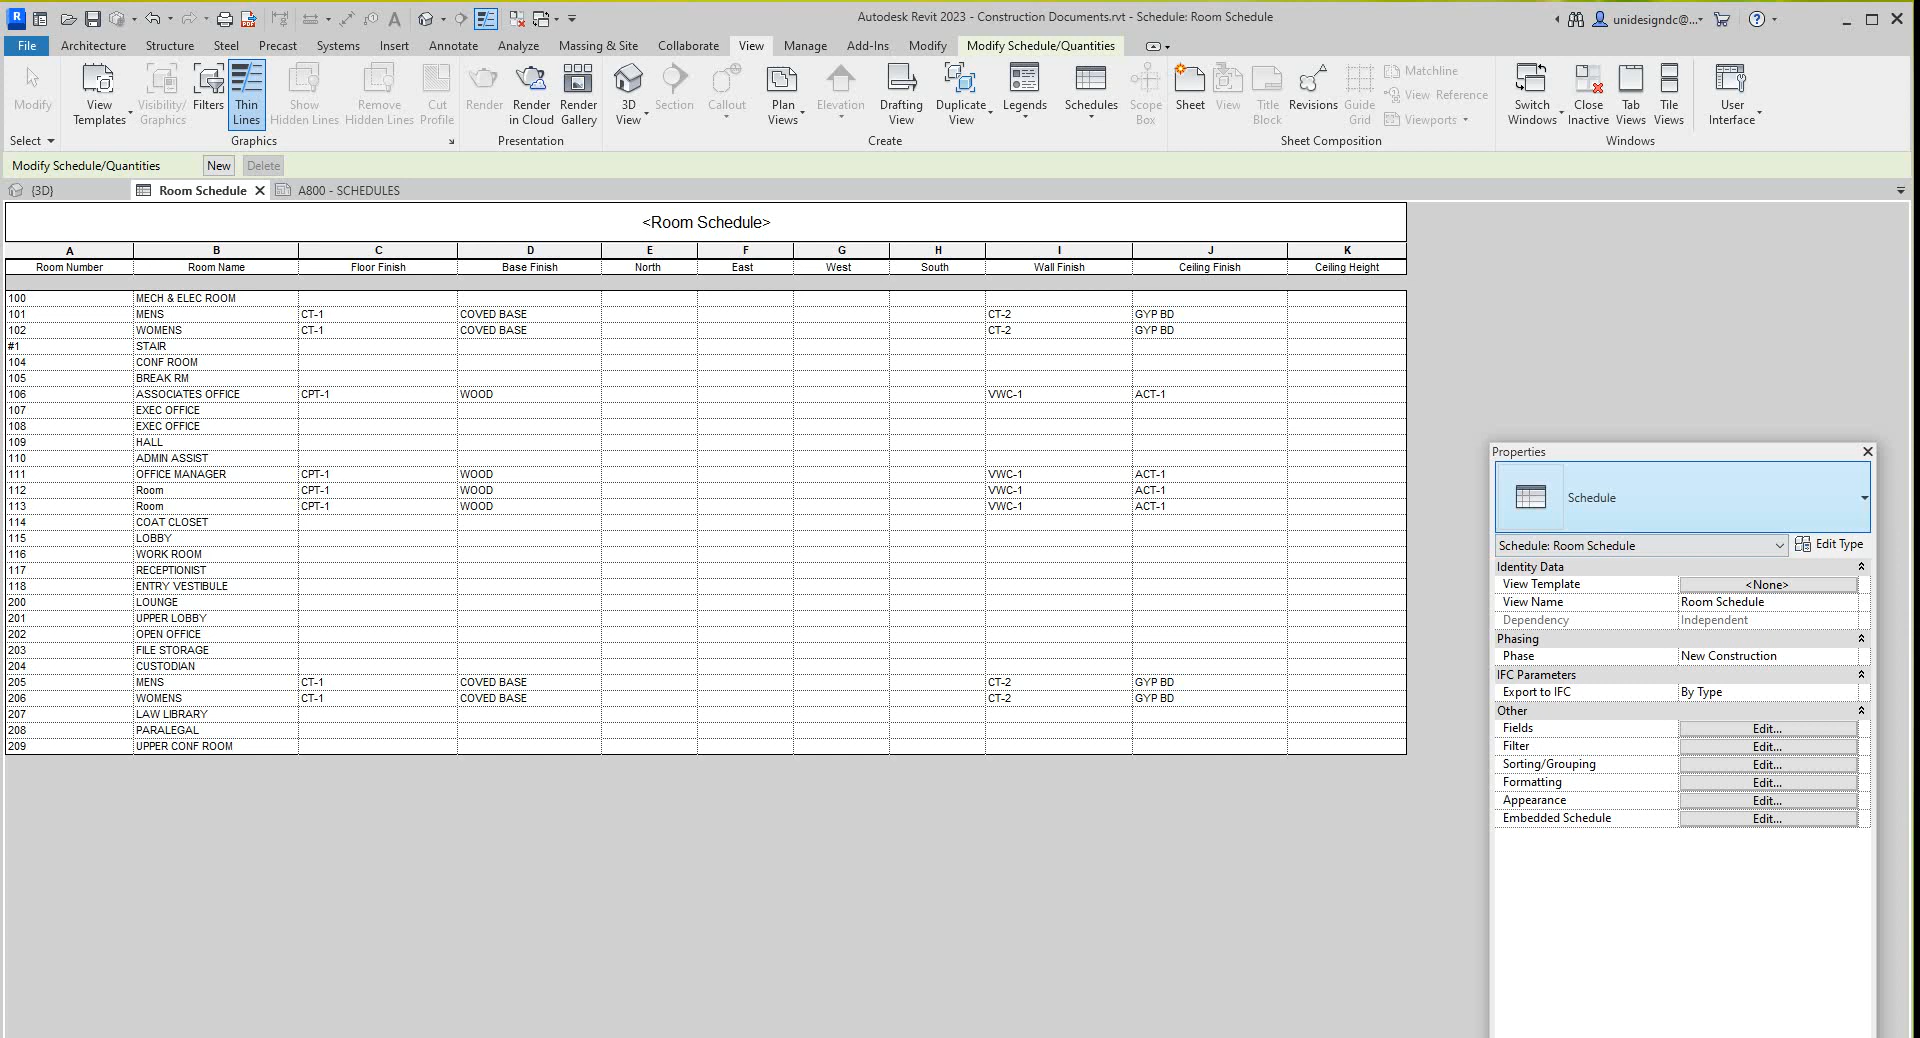 Autodesk Revit 2023 - Construction Documents.rvt - Schedule: Room Schedule
unidesigndc@...
File Architecture Structure Steel Precast Systems Insert Annotate Analyze Massing & Site Collaborate View Manage Add-Ins Modify Modify Schedule/Quantities
Modify
View Templates
Visibility/ Graphics
Filters
Thin Lines
Show Hidden Lines
Remove Hidden Lines
Cut Profile
Render
Render in Cloud
Render Gallery
3D View
Section
Callout
Plan Views
Elevation
Drafting View
Duplicate View
Legends
Schedules
Scope Box
Sheet
View
Title Block
Revisions
Guide Grid
Matchline
View Reference
Viewports
Switch Windows
Close Inactive
Tab Views
Tile Views
User Interface
Select Graphics Presentation Create Sheet Composition Windows
Modify Schedule/Quantities New Delete
{3D} Room Schedule A800 - SCHEDULES
<Room Schedule>
A B C D E F G H I J K
Room Number Room Name Floor Finish Base Finish North East West South Wall Finish Ceiling Finish Ceiling Height
100 MECH & ELEC ROOM
101 MENS CT-1 COVED BASE CT-2 GYP BD
102 WOMENS CT-1 COVED BASE CT-2 GYP BD
#1 STAIR
104 CONF ROOM
105 BREAK RM
106 ASSOCIATES OFFICE CPT-1 WOOD VWC-1 ACT-1
107 EXEC OFFICE
108 EXEC OFFICE
109 HALL
110 ADMIN ASSIST
111 OFFICE MANAGER CPT-1 WOOD VWC-1 ACT-1
112 Room CPT-1 WOOD VWC-1 ACT-1
113 Room CPT-1 WOOD VWC-1 ACT-1
114 COAT CLOSET
115 LOBBY
116 WORK ROOM
117 RECEPTIONIST
118 ENTRY VESTIBULE
200 LOUNGE
201 UPPER LOBBY
202 OPEN OFFICE
203 FILE STORAGE
204 CUSTODIAN
205 MENS CT-1 COVED BASE CT-2 GYP BD
206 WOMENS CT-1 COVED BASE CT-2 GYP BD
207 LAW LIBRARY
208 PARALEGAL
209 UPPER CONF ROOM
Properties
Schedule
Schedule: Room Schedule Edit Type
Identity Data
View Template <None>
View Name Room Schedule
Dependency Independent
Phasing
Phase New Construction
IFC Parameters
Export to IFC By Type
Other
Fields Edit...
Filter Edit...
Sorting/Grouping Edit...
Formatting Edit...
Appearance Edit...
Embedded Schedule Edit...